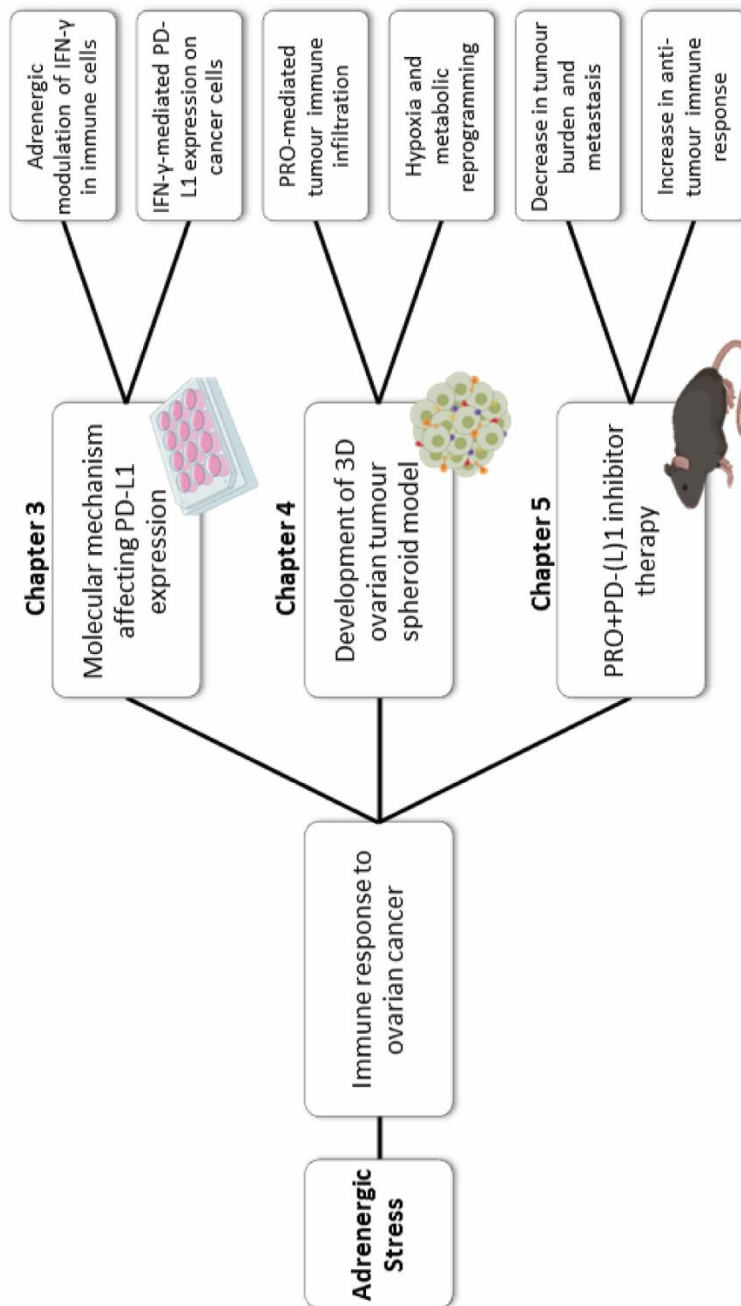 Adrenergic
Stress
Immune response to
ovarian cancer
Chapter 3
Molecular mechanism
affecting PD-L1
expression
Adrenergic
modulation of IFN-γ
in immune cells
IFN-γ-mediated PD-
L1 expression on
cancer cells
Chapter 4
Development of 3D
ovarian tumour
spheroid model
PRO-mediated
tumour immune
infiltration
Hypoxia and
metabolic
reprogramming
Chapter 5
PRO+PD-(L)1 inhibitor
therapy
Decrease in tumour
burden and
metastasis
Increase in anti-
tumour immune
response